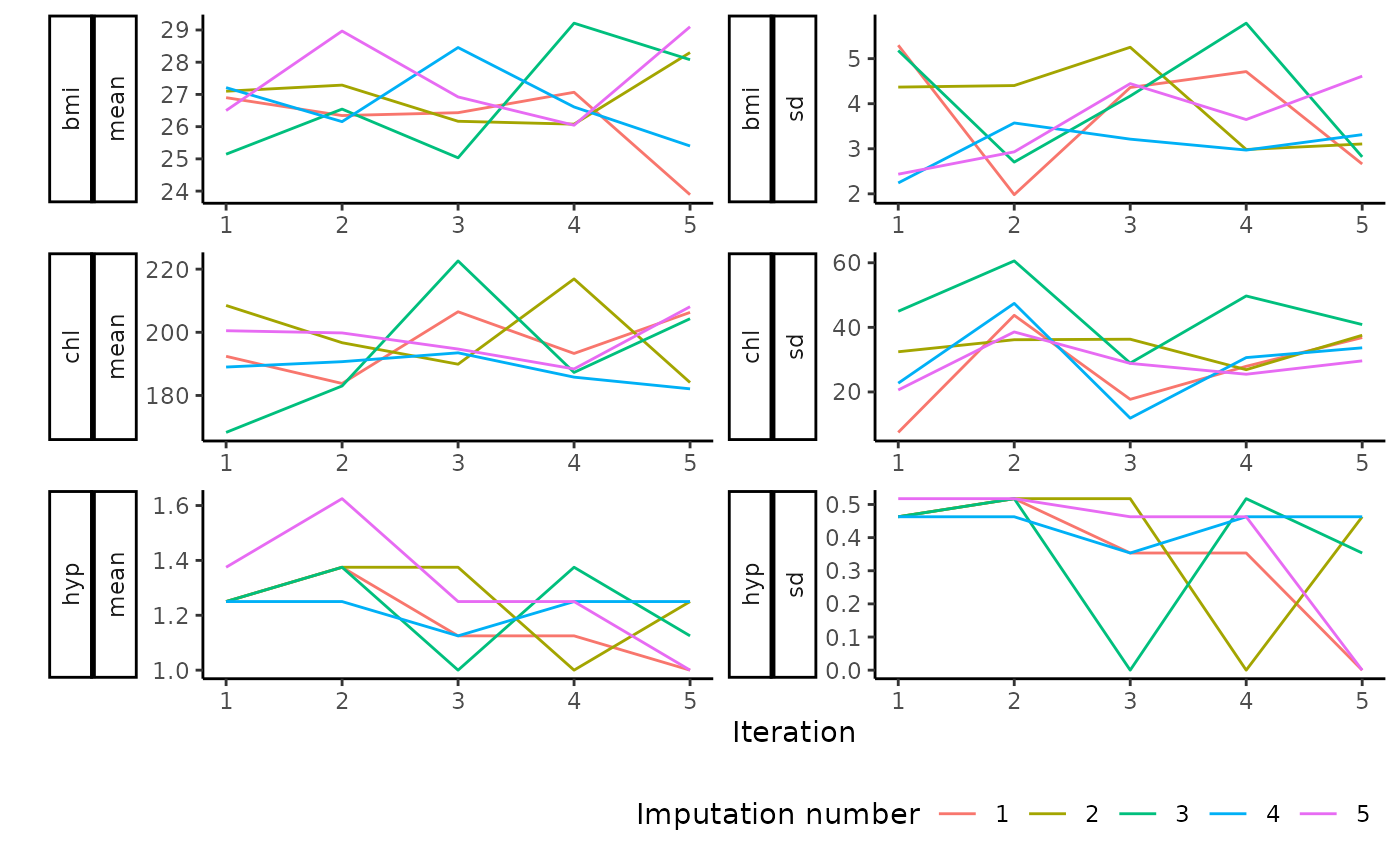 bmi
mean
29
28
27
26
25
24
1 2 3 4 5
bmi
sd
5
4
3
2
1 2 3 4 5
chl
mean
220
200
180
1 2 3 4 5
chl
sd
60
40
20
1 2 3 4 5
hyp
mean
1.6
1.4
1.2
1.0
1 2 3 4 5
hyp
sd
0.5
0.4
0.3
0.2
0.1
0.0
1 2 3 4 5
Iteration
Imputation number 1 2 3 4 5